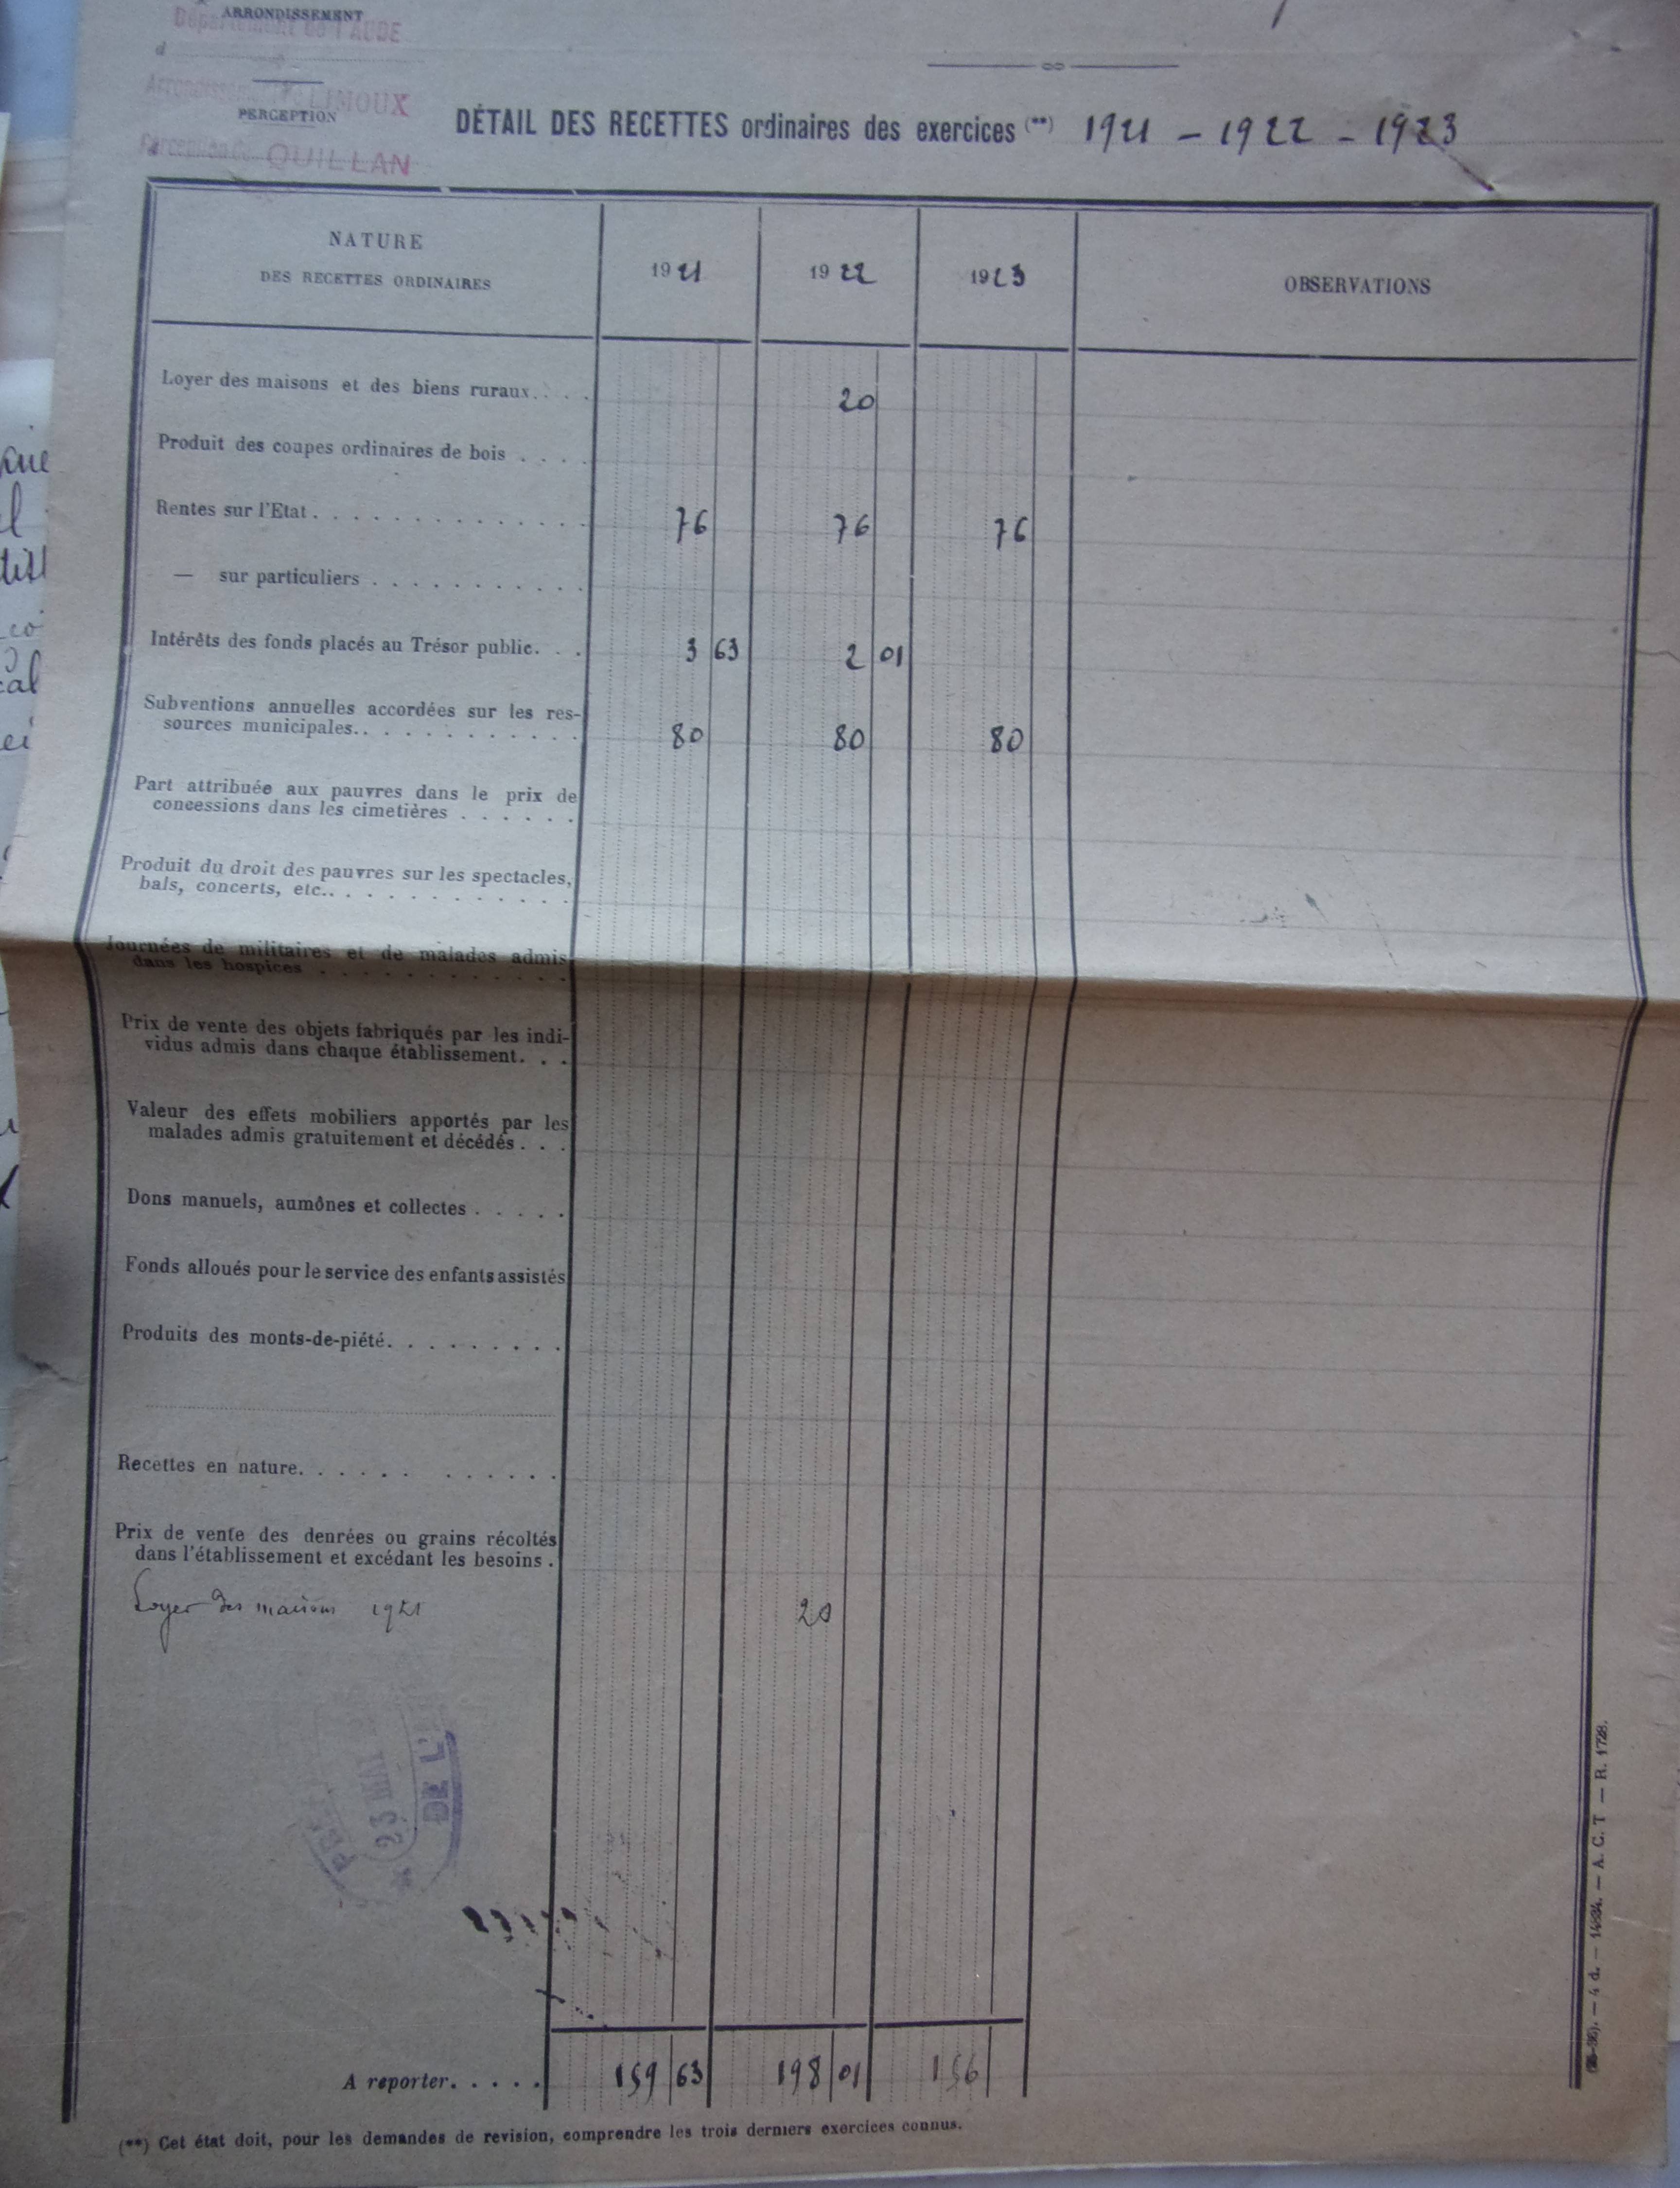 ARRONDISSEMENT
Département de l'AUDE
d
Arrondissement de LIMOUX
PERCEPTION
Perception de QUILLAN
DÉTAIL DES RECETTES ordinaires des exercices (**) 1921 - 1922 - 1923
NATURE
DES RECETTES ORDINAIRES
1921
1922
1923
OBSERVATIONS
Loyer des maisons et des biens ruraux. . . . 20
Produit des coupes ordinaires de bois . . . .
Rentes sur l'Etat . . . . . . . . . . . . . . 76 76 76
— sur particuliers . . . . . . . . . . .
Intérêts des fonds placés au Trésor public. . . 3 63 2 01
Subventions annuelles accordées sur les res-
sources municipales. . . . . . . . . . . . 80 80 80
Part attribuée aux pauvres dans le prix de
concessions dans les cimetières . . . . . .
Produit du droit des pauvres sur les spectacles,
bals, concerts, etc. . . . . . . . . . . . .
Journées de militaires et de malades admis
dans les hospices . . . . . . . . . . . .
Prix de vente des objets fabriqués par les indi-
vidus admis dans chaque établissement. . .
Valeur des effets mobiliers apportés par les
malades admis gratuitement et décédés . . .
Dons manuels, aumônes et collectes . . . . .
Fonds alloués pour le service des enfants assistés
Produits des monts-de-piété. . . . . . . . .
Recettes en nature. . . . . . . . . . . .
Prix de vente des denrées ou grains récoltés
dans l'établissement et excédant les besoins .
Loyer des maisons 1921 20
DE L'
23
A reporter. . . . . 159 63 198 01 156
(**) Cet état doit, pour les demandes de revision, comprendre les trois derniers exercices connus.
— 4 d. — 14934. — A. C. T — R. 1728.